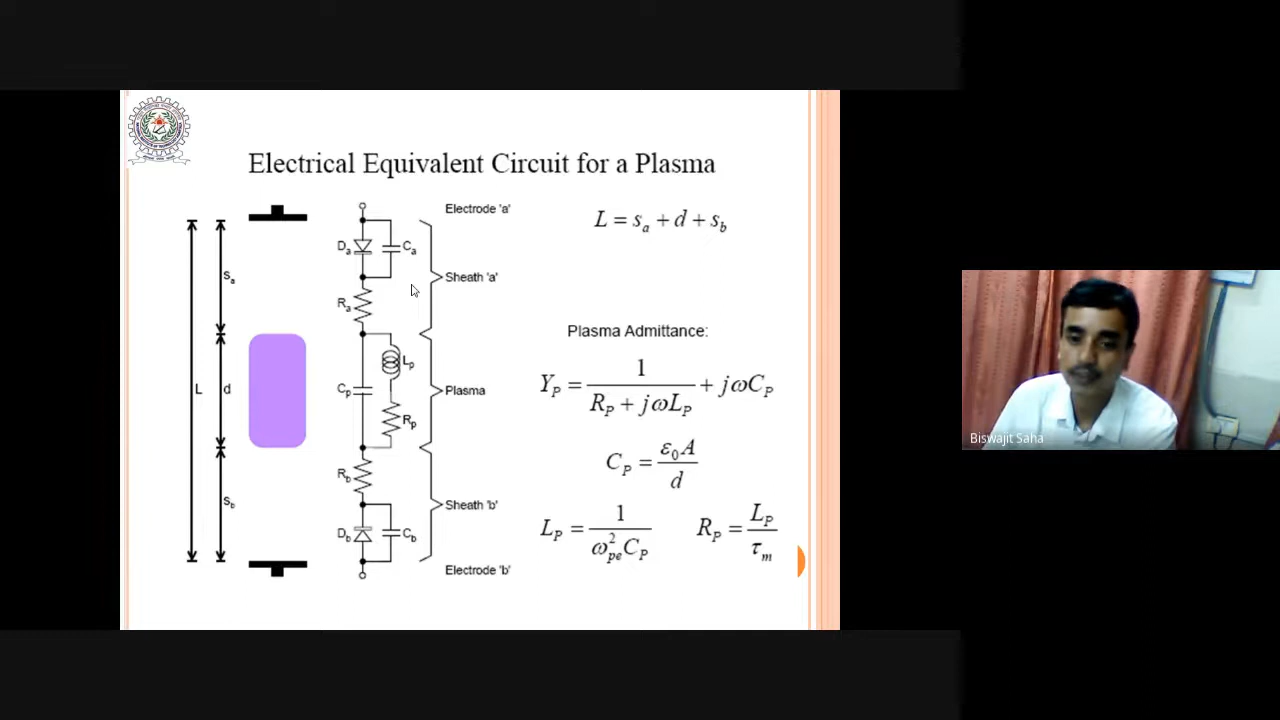 Electrical Equivalent Circuit for a Plasma
Electrode 'a'
L = s_a + d + s_b
D_a
C_a
s_a
Sheath 'a'
R_a
Plasma Admittance:
L_p
L
d
C_p
Plasma
Y_P = 1 / (R_P + jωL_P) + jωC_P
R_p
Biswajit Saha
C_P = ε_0 A / d
R_b
s_b
Sheath 'b'
L_P = 1 / (ω_pe^2 C_P)
R_P = L_P / τ_m
D_b
C_b
Electrode 'b'